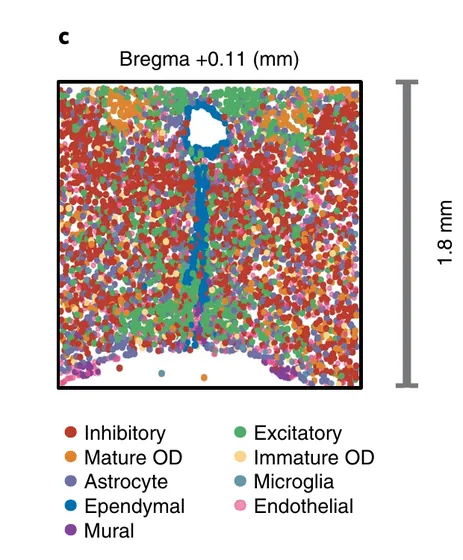 c
Bregma +0.11 (mm)
1.8 mm
Inhibitory
Excitatory
Mature OD
Immature OD
Astrocyte
Microglia
Ependymal
Endothelial
Mural